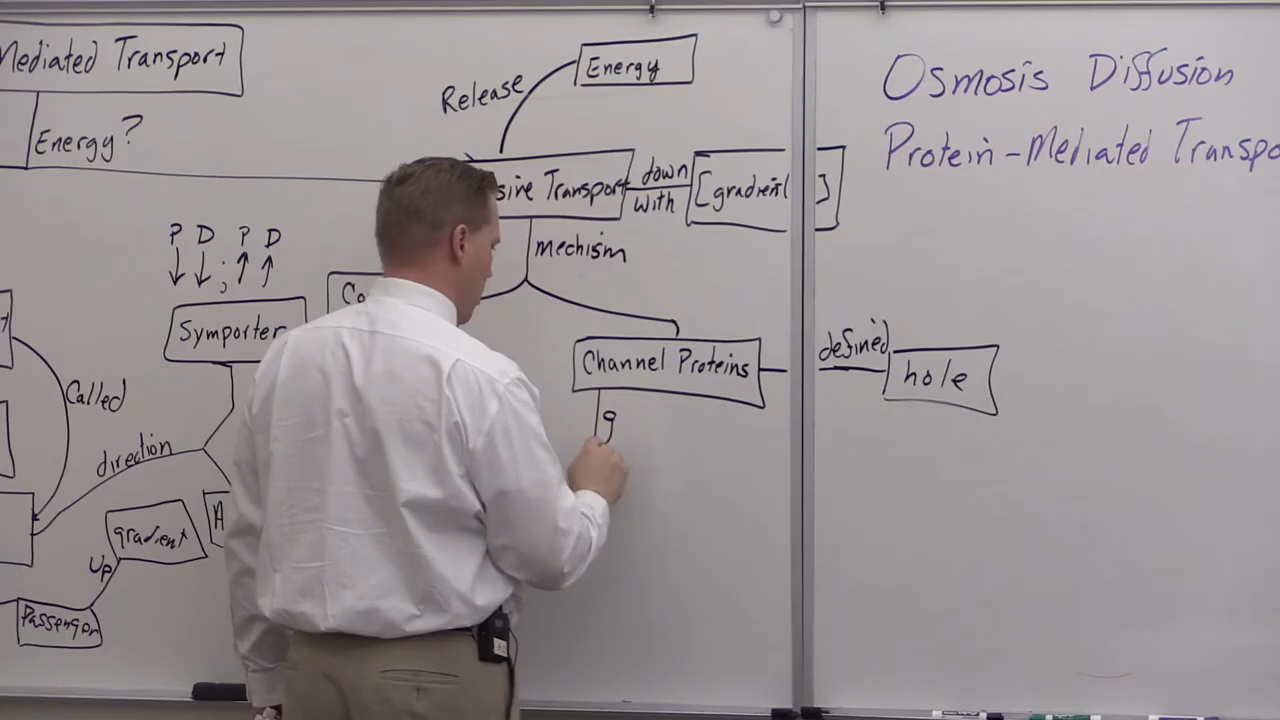 Mediated Transport
Energy?
Release
Energy
sive Transport
down
with
[gradient]
mechism
P D ; P D
Symporter
Co
Channel Proteins
defined
hole
g
Called
direction
gradient
A
Up
Passenger
Osmosis Diffusion
Protein-Mediated Transpo